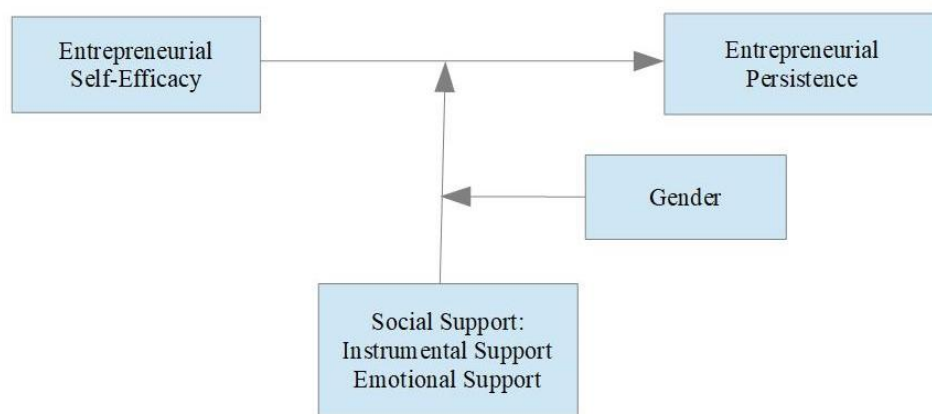 Entrepreneurial
Self-Efficacy
Entrepreneurial
Persistence
Gender
Social Support:
Instrumental Support
Emotional Support